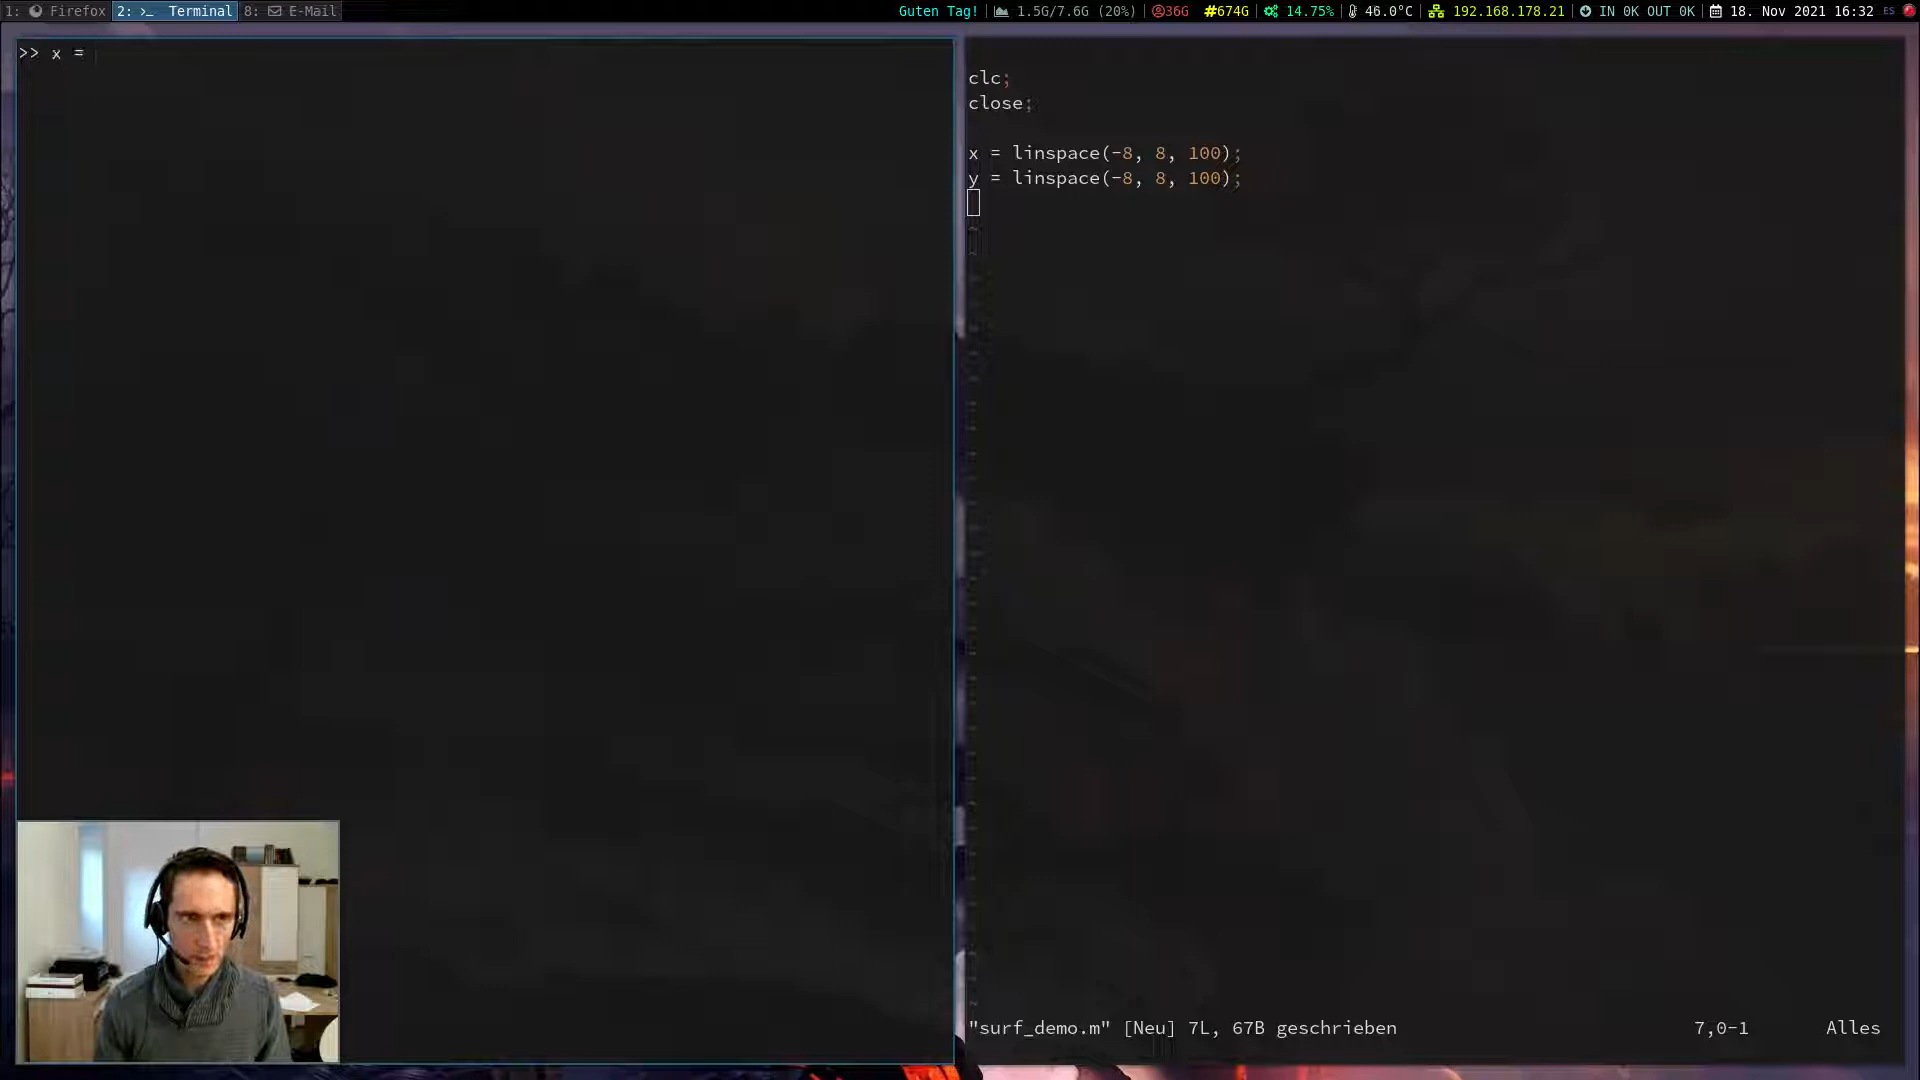 1: Firefox 2: >_ Terminal 8: E-Mail Guten Tag! 1.5G/7.6G (20%) 36G #674G 14.75% 46.0°C 192.168.178.21 IN 0K OUT 0K 18. Nov 2021 16:32 ES
>> x =
clc;
close;
x = linspace(-8, 8, 100);
y = linspace(-8, 8, 100);
~
~
"surf_demo.m" [Neu] 7L, 67B geschrieben 7,0-1 Alles